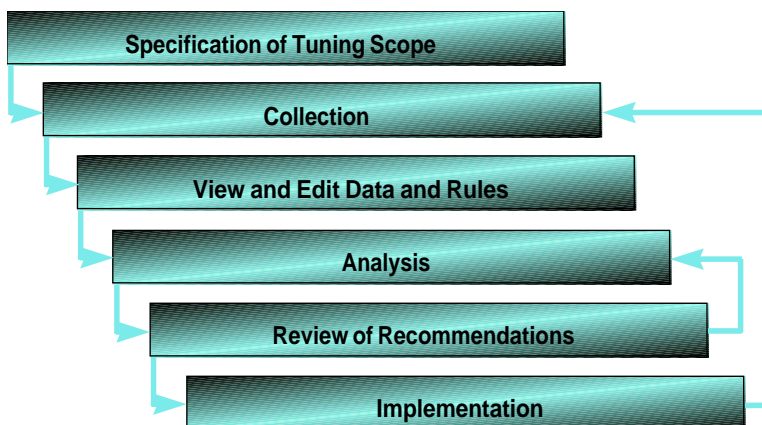 Specification of Tuning Scope
Collection
View and Edit Data and Rules
Analysis
Review of Recommendations
Implementation